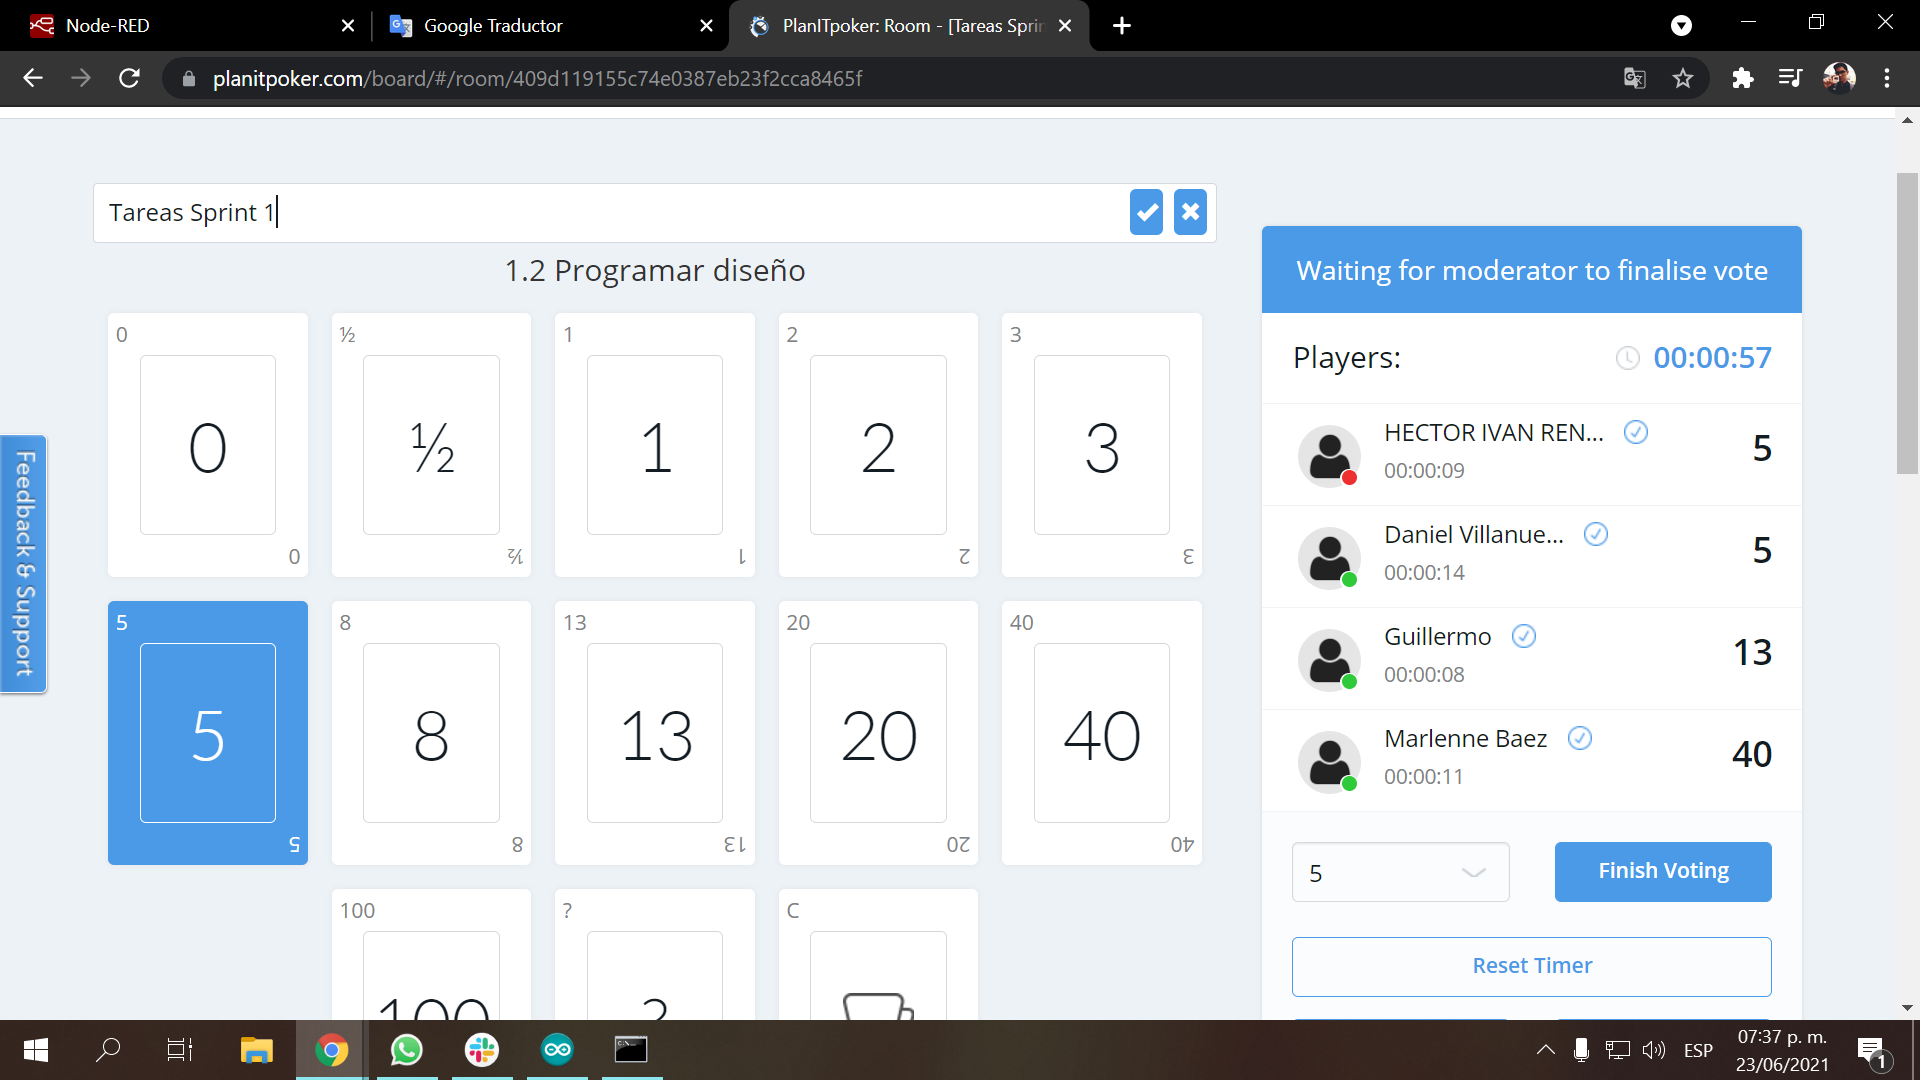 Node-RED
Google Traductor
PlanITpoker: Room - [Tareas Sprin
planitpoker.com/board/#/room/409d119155c74e0387eb23f2cca8465f
Tareas Sprint 1
1.2 Programar diseño
0
0
0
½
½
½
1
1
1
2
2
2
3
3
3
5
5
5
8
8
8
13
13
13
20
20
20
40
40
40
100
100
?
?
C
Feedback & Support
Waiting for moderator to finalise vote
Players:
00:00:57
HECTOR IVAN REN...
5
00:00:09
Daniel Villanue...
5
00:00:14
Guillermo
13
00:00:08
Marlenne Baez
40
00:00:11
5
Finish Voting
Reset Timer
ESP
07:37 p. m.
23/06/2021
1